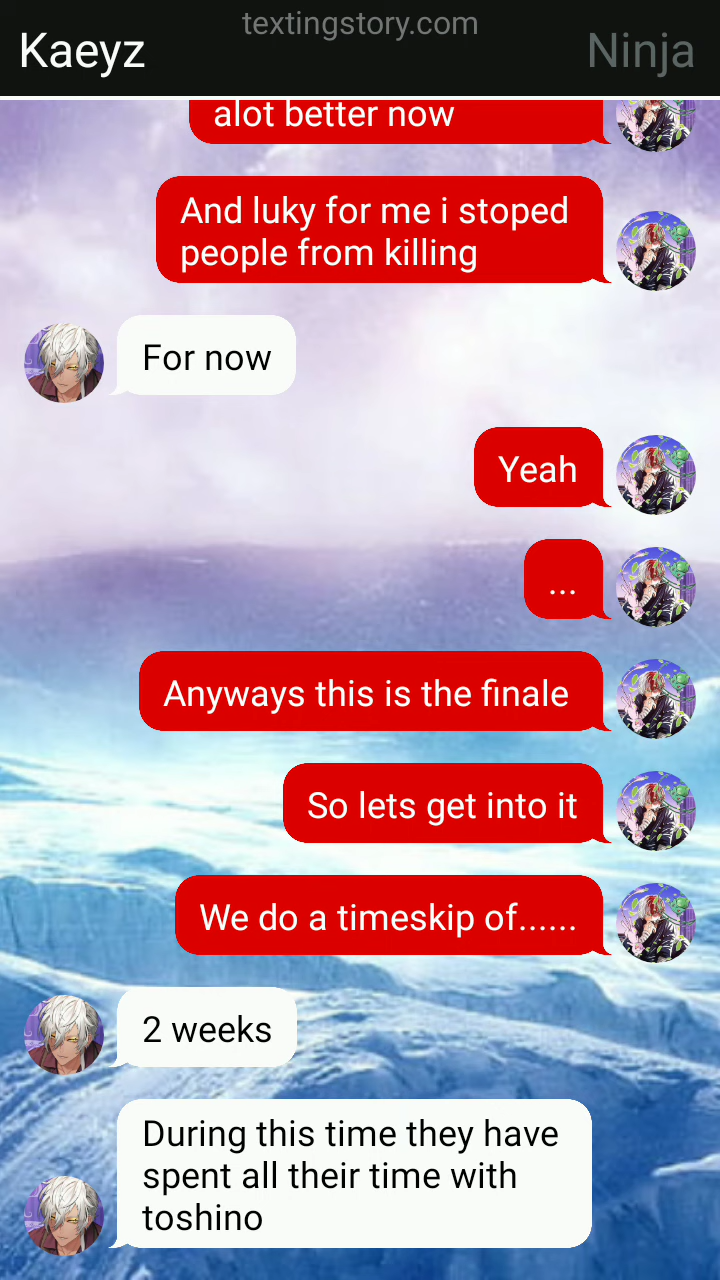 textingstory.com
Kaeyz
Ninja
alot better now
And luky for me i stoped
people from killing
For now
Yeah
...
Anyways this is the finale
So lets get into it
We do a timeskip of......
2 weeks
During this time they have
spent all their time with
toshino